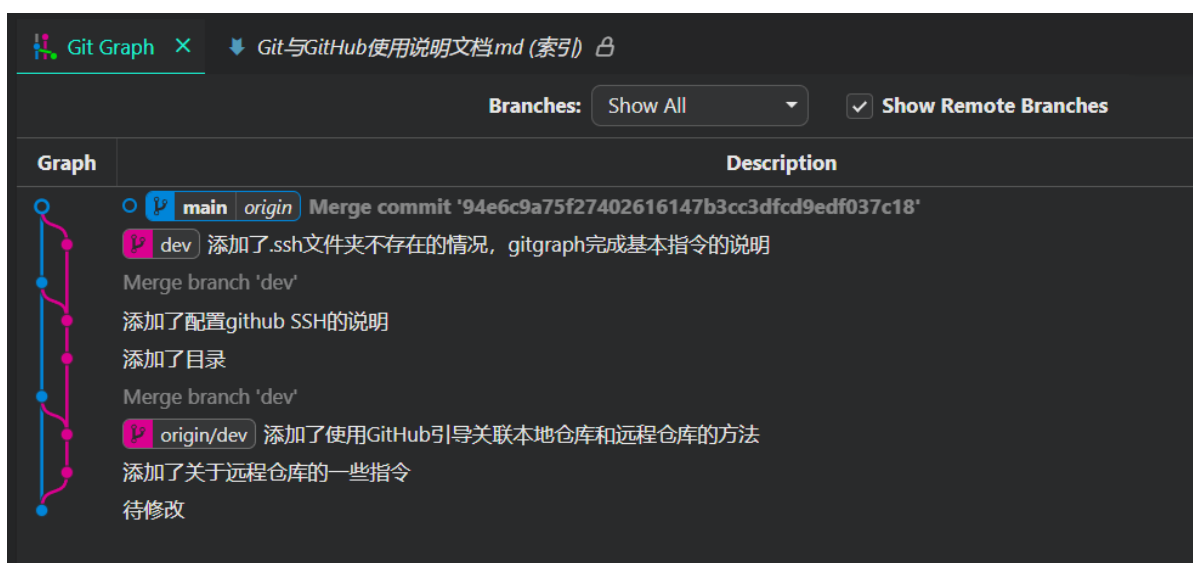 Git Graph × Git与GitHub使用说明文档.md (索引)
Branches: Show All Show Remote Branches
Graph Description
main origin Merge commit '94e6c9a75f27402616147b3cc3dfcd9edf037c18'
dev 添加了.ssh文件夹不存在的情况，gitgraph完成基本指令的说明
Merge branch 'dev'
添加了配置github SSH的说明
添加了目录
Merge branch 'dev'
origin/dev 添加了使用GitHub引导关联本地仓库和远程仓库的方法
添加了关于远程仓库的一些指令
待修改